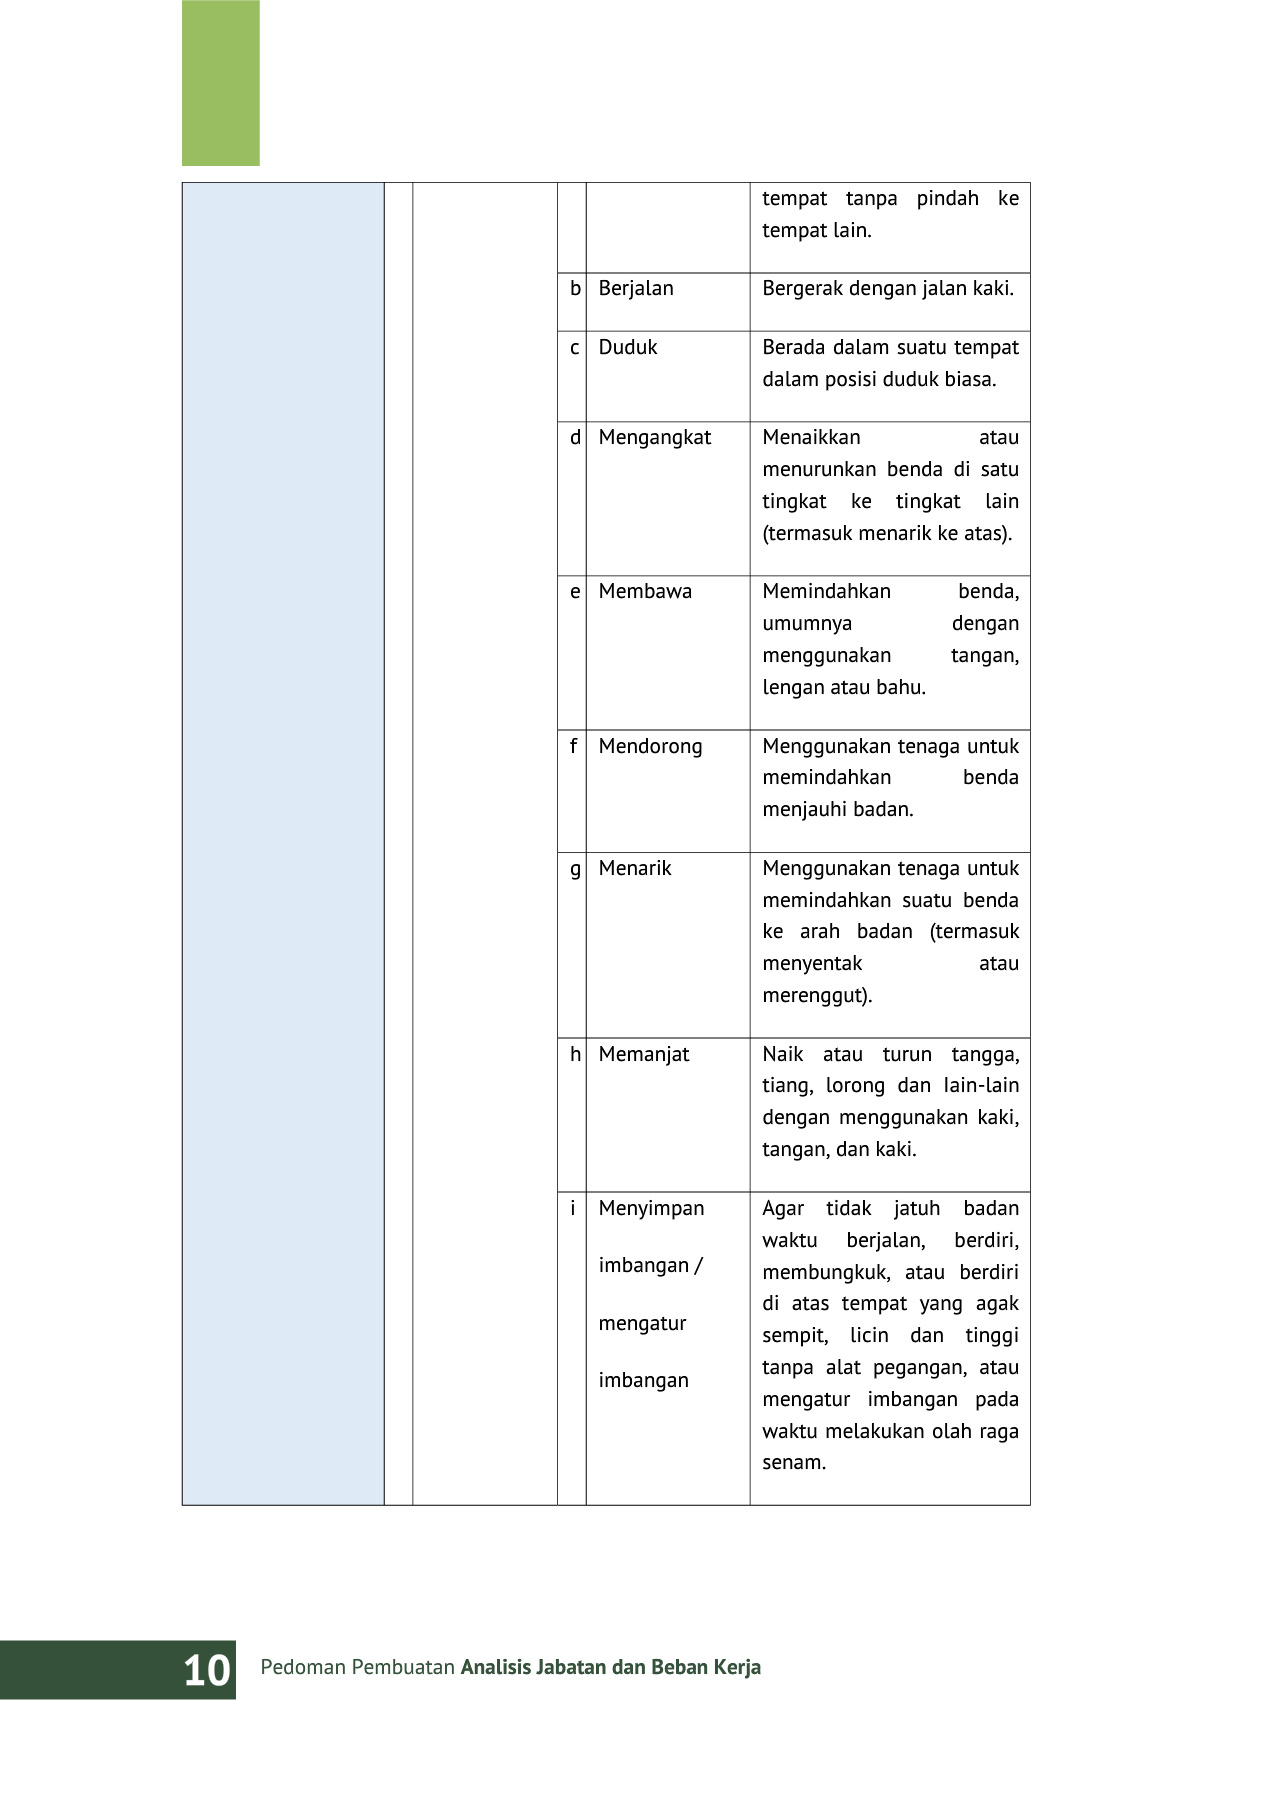 tempat tanpa pindah ke
tempat lain.
b Berjalan Bergerak dengan jalan kaki.
c Duduk Berada dalam suatu tempat
dalam posisi duduk biasa.
d Mengangkat Menaikkan atau
menurunkan benda di satu
tingkat ke tingkat lain
(termasuk menarik ke atas).
e Membawa Memindahkan benda,
umumnya dengan
menggunakan tangan,
lengan atau bahu.
f Mendorong Menggunakan tenaga untuk
memindahkan benda
menjauhi badan.
g Menarik Menggunakan tenaga untuk
memindahkan suatu benda
ke arah badan (termasuk
menyentak atau
merenggut).
h Memanjat Naik atau turun tangga,
tiang, lorong dan lain-lain
dengan menggunakan kaki,
tangan, dan kaki.
i Menyimpan
imbangan /
mengatur
imbangan
Agar tidak jatuh badan
waktu berjalan, berdiri,
membungkuk, atau berdiri
di atas tempat yang agak
sempit, licin dan tinggi
tanpa alat pegangan, atau
mengatur imbangan pada
waktu melakukan olah raga
senam.
10 Pedoman Pembuatan Analisis Jabatan dan Beban Kerja